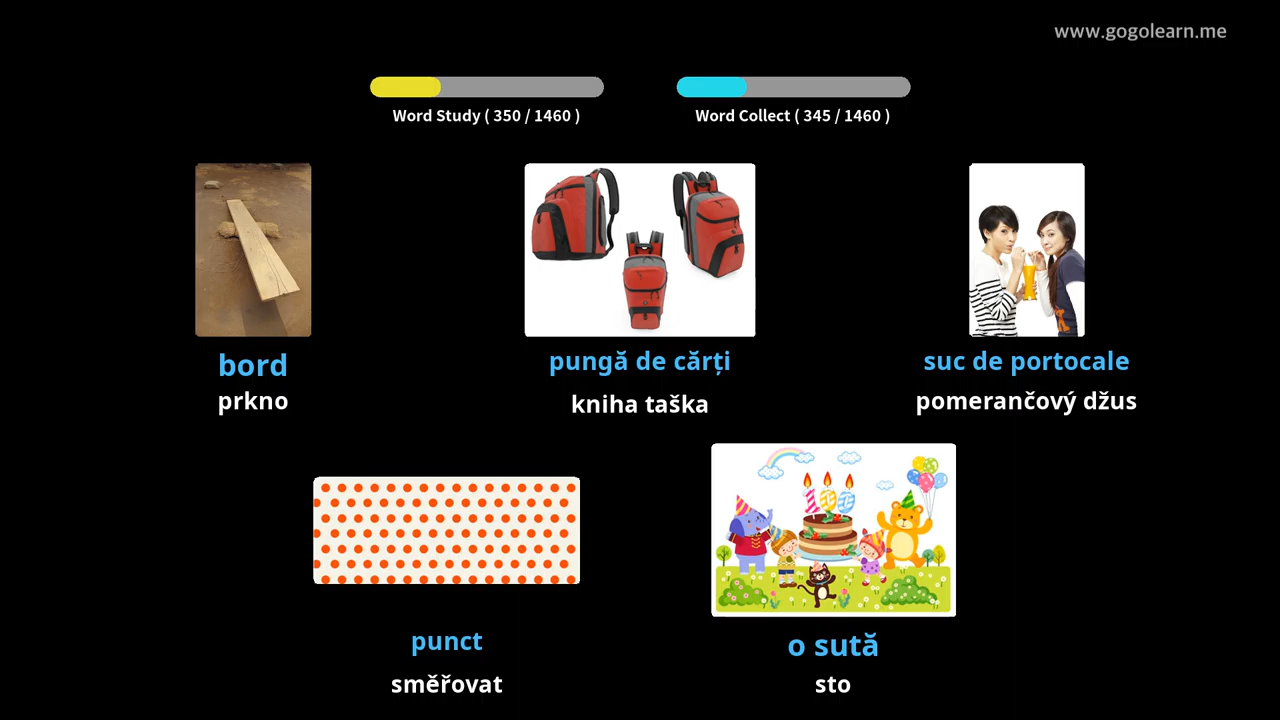 www.gogolearn.me
Word Study ( 350 / 1460 )
Word Collect ( 345 / 1460 )
bord
prkno
pungă de cărți
kniha taška
suc de portocale
pomerančový džus
100
punct
směřovat
o sută
sto